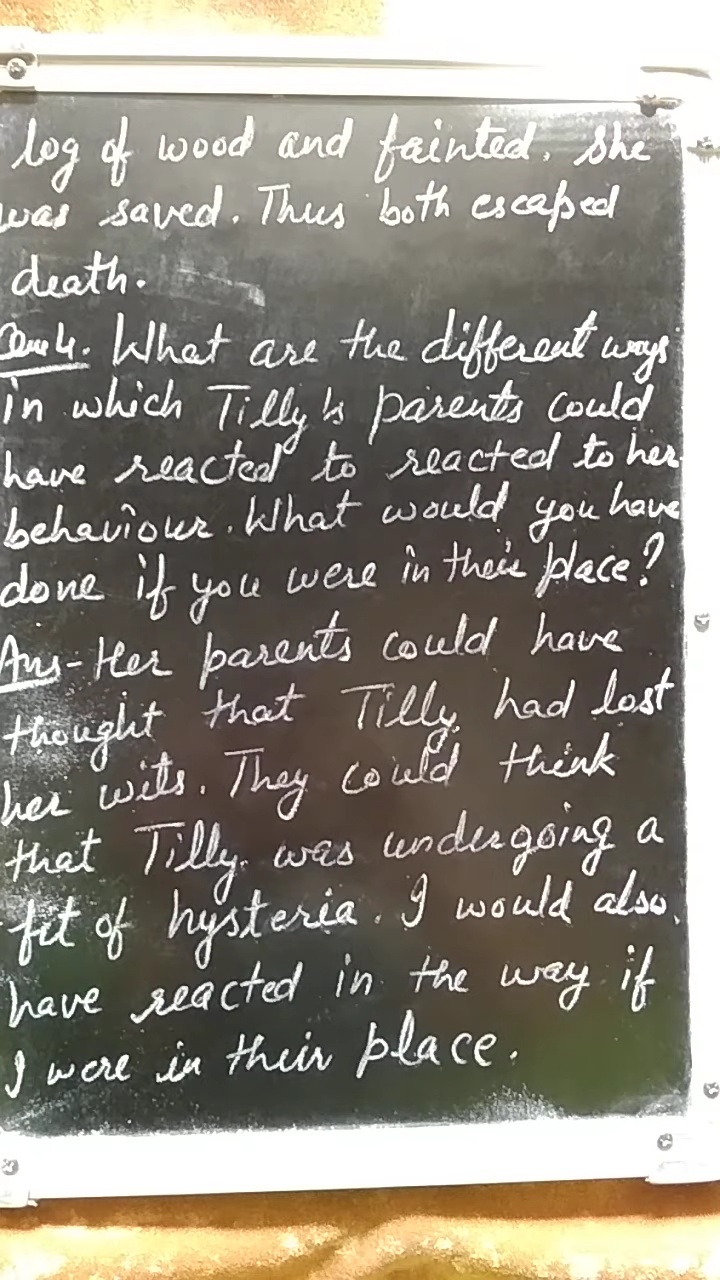 log of wood and fainted. She
was saved. Thus both escaped
death.
Que 4. What are the different ways
in which Tilly's parents could
have reacted to reacted to her
behaviour. What would you have
done if you were in their place?
Ans - Her parents could have
thought that Tilly had lost
her wits. They could think
that Tilly was undergoing a
fit of hysteria. I would also
have reacted in the way if
I were in their place.